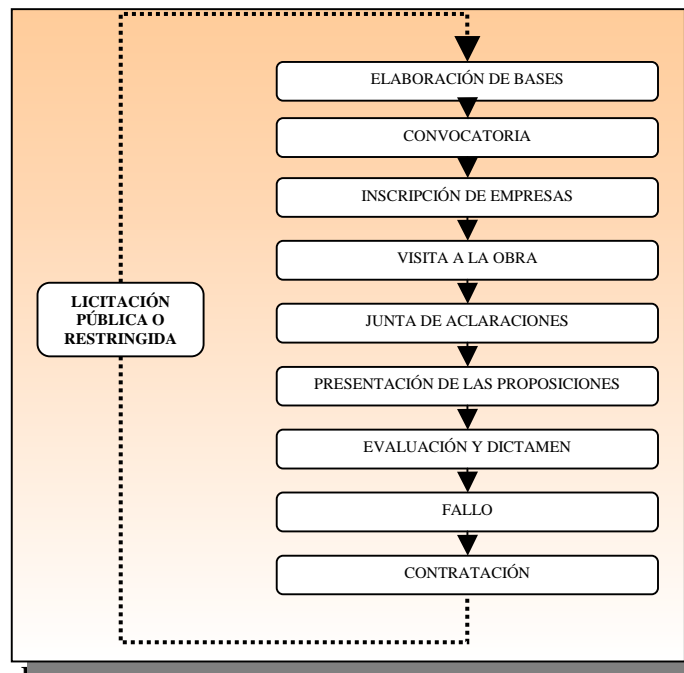 ELABORACIÓN DE BASES
CONVOCATORIA
INSCRIPCIÓN DE EMPRESAS
VISITA A LA OBRA
LICITACIÓN
PÚBLICA O
RESTRINGIDA
JUNTA DE ACLARACIONES
PRESENTACIÓN DE LAS PROPOSICIONES
EVALUACIÓN Y DICTAMEN
FALLO
CONTRATACIÓN